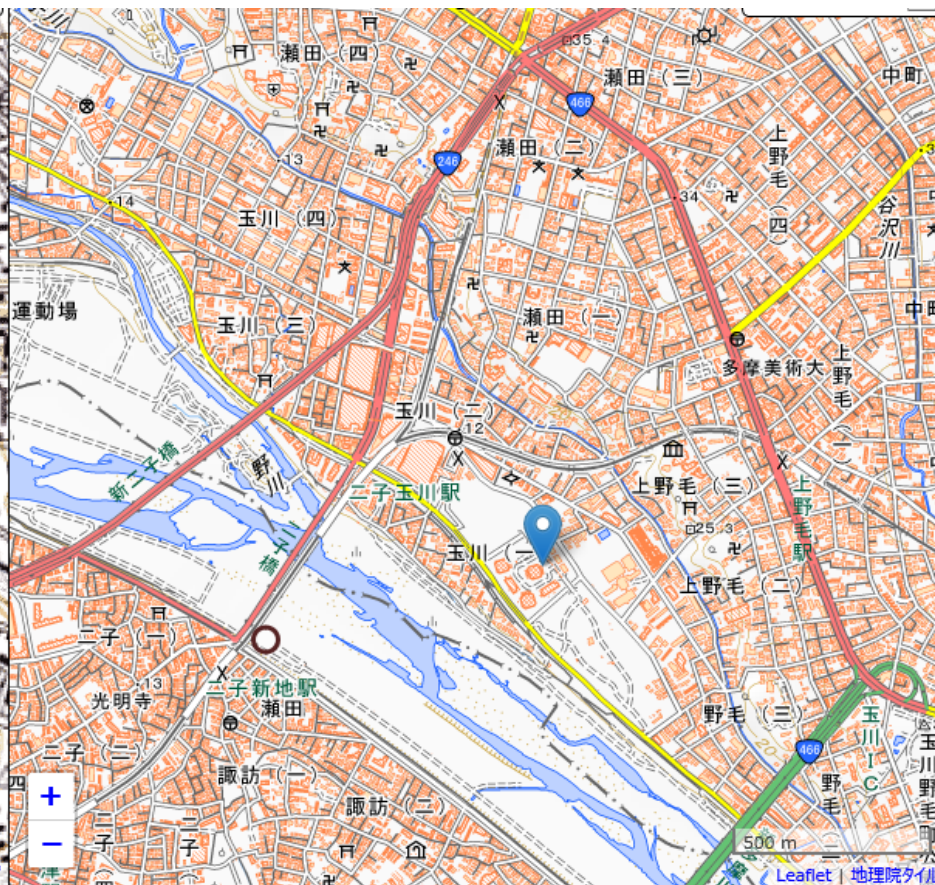 瀬田（四）
35.4
瀬田（三）
中町
466
瀬田（二）
246
13
上野毛（四）
34
14
玉川（四）
谷沢川
運動場
玉川（三）
瀬田（一）
多摩美術大
上野毛（一）
玉川（二）
12
新二子橋
野川
二子玉川駅
上野毛（三）
上野毛駅
25.3
二子橋
玉川（一
上野毛（二）
二子（一）
13
二子新地駅
光明寺
瀬田
野毛（三）
玉川IC
466
二子（二）
諏訪（一）
諏訪（二）
野毛
+
−
500 m
Leaflet | 地理院タイル